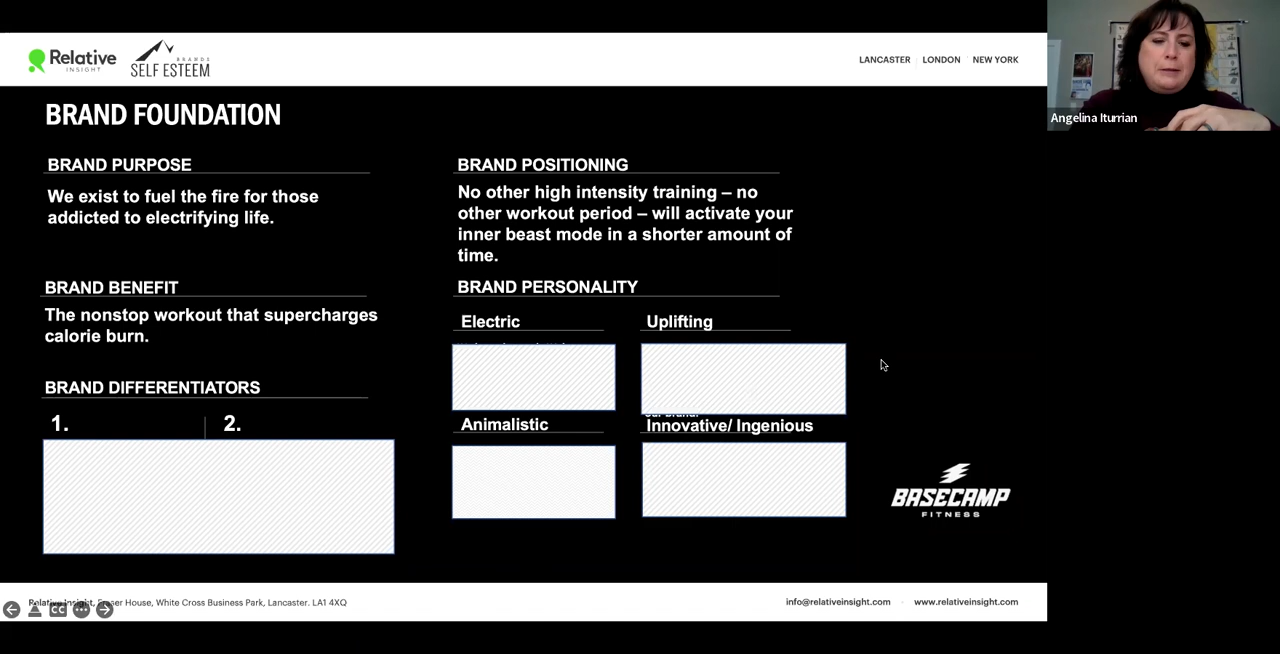 Relative
INSIGHT
BRANDS
SELF ESTEEM
LANCASTER
LONDON
NEW YORK
Angelina Iturrian
BRAND FOUNDATION
BRAND PURPOSE
We exist to fuel the fire for those
addicted to electrifying life.
BRAND POSITIONING
No other high intensity training – no
other workout period – will activate your
inner beast mode in a shorter amount of
time.
BRAND BENEFIT
The nonstop workout that supercharges
calorie burn.
BRAND PERSONALITY
Electric
Uplifting
BRAND DIFFERENTIATORS
1.
2.
Animalistic
Innovative/ Ingenious
BASECAMP
FITNESS
Relative Insight, Fraser House, White Cross Business Park, Lancaster. LA1 4XQ
CC
info@relativeinsight.com
www.relativeinsight.com